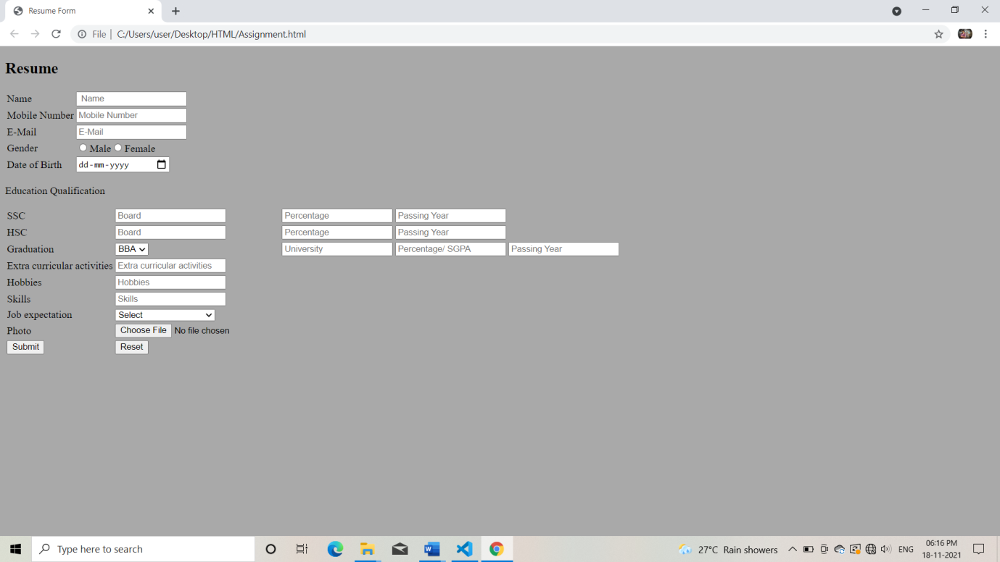 Resume Form
File | C:/Users/user/Desktop/HTML/Assignment.html
Resume
Name Name
Mobile Number Mobile Number
E-Mail E-Mail
Gender Male Female
Date of Birth dd-mm-yyyy
Education Qualification
SSC Board Percentage Passing Year
HSC Board Percentage Passing Year
Graduation BBA University Percentage/ SGPA Passing Year
Extra curricular activities Extra curricular activities
Hobbies Hobbies
Skills Skills
Job expectation Select
Photo Choose File No file chosen
Submit Reset
Type here to search 27°C Rain showers ENG 06:16 PM
18-11-2021